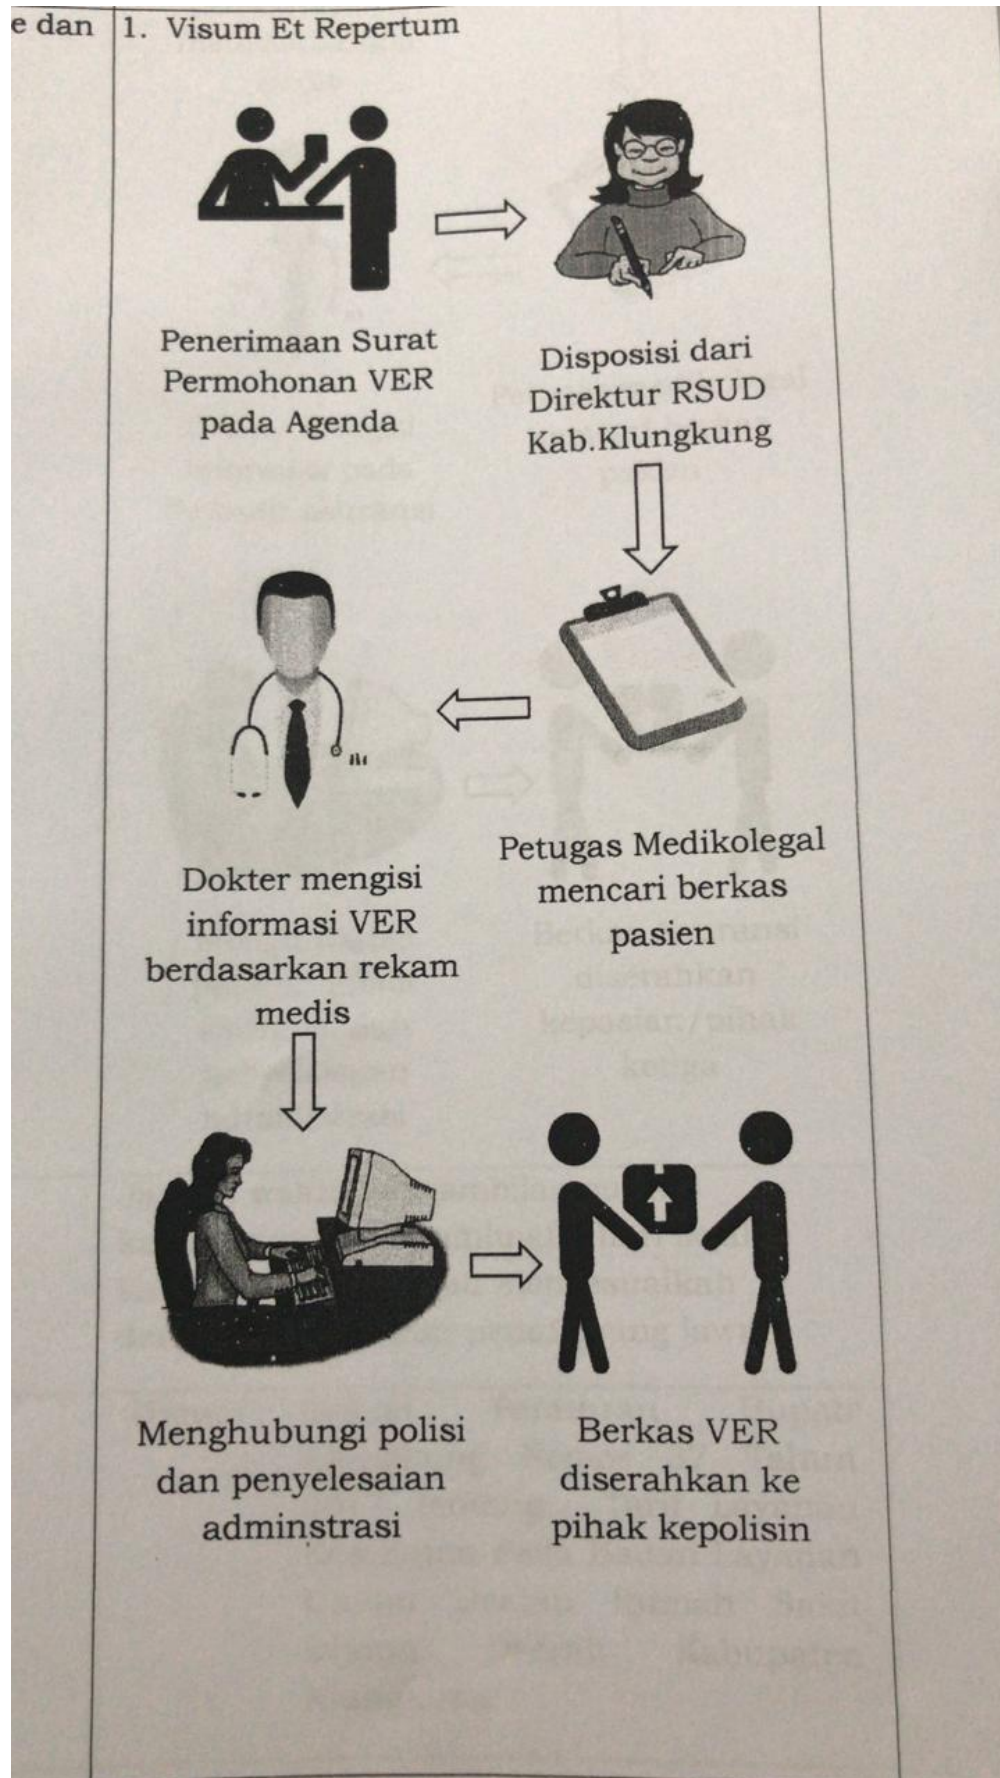 e dan
1. Visum Et Repertum
Penerimaan Surat
Permohonan VER
pada Agenda
Disposisi dari
Direktur RSUD
Kab.Klungkung
Petugas Medikolegal
mencari berkas
pasien
Dokter mengisi
informasi VER
berdasarkan rekam
medis
Menghubungi polisi
dan penyelesaian
adminstrasi
Berkas VER
diserahkan ke
pihak kepolisin